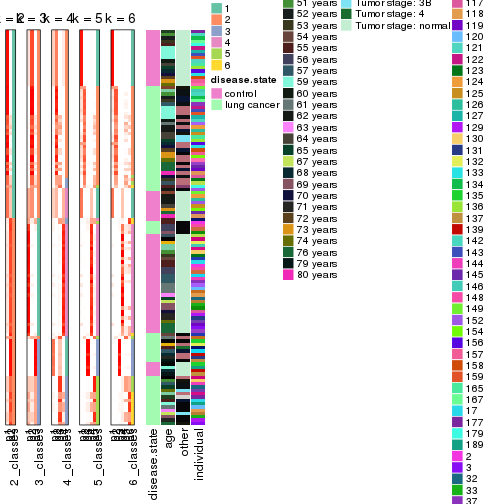 k = 2
k = 3
k = 4
k = 5
k = 6
1
2
3
4
5
6
disease.state
control
lung cancer
51 years
52 years
53 years
54 years
55 years
56 years
57 years
59 years
60 years
61 years
62 years
63 years
64 years
65 years
67 years
68 years
69 years
70 years
71 years
72 years
73 years
74 years
76 years
79 years
80 years
Tumor stage: 3B
Tumor stage: 4
Tumor stage: normal
117
118
119
120
121
122
123
124
125
126
127
129
130
131
132
133
134
135
136
137
139
142
143
144
145
146
148
149
152
154
156
157
158
159
165
167
17
177
179
189
2
3
32
33
37
2_classes
3_classes
4_classes
5_classes
6_classes
disease.state
age
other
individual